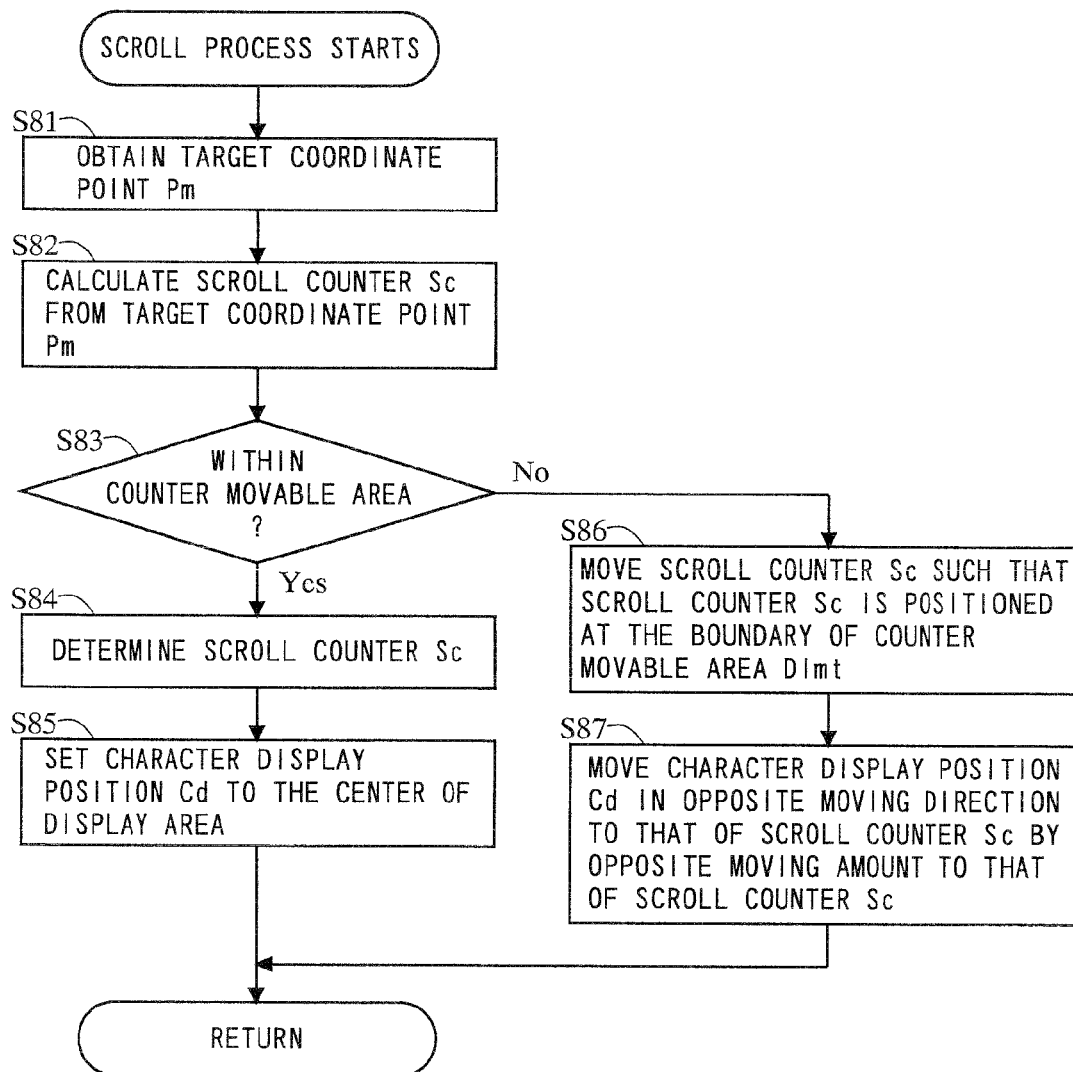 SCROLL PROCESS STARTS
S81
OBTAIN TARGET COORDINATE
POINT Pm
S82
CALCULATE SCROLL COUNTER Sc
FROM TARGET COORDINATE POINT
Pm
S83
WITHIN
COUNTER MOVABLE AREA
?
No
Yes
S84
DETERMINE SCROLL COUNTER Sc
S85
SET CHARACTER DISPLAY
POSITION Cd TO THE CENTER OF
DISPLAY AREA
S86
MOVE SCROLL COUNTER Sc SUCH THAT
SCROLL COUNTER Sc IS POSITIONED
AT THE BOUNDARY OF COUNTER
MOVABLE AREA Dlmt
S87
MOVE CHARACTER DISPLAY POSITION
Cd IN OPPOSITE MOVING DIRECTION
TO THAT OF SCROLL COUNTER Sc BY
OPPOSITE MOVING AMOUNT TO THAT
OF SCROLL COUNTER Sc
RETURN